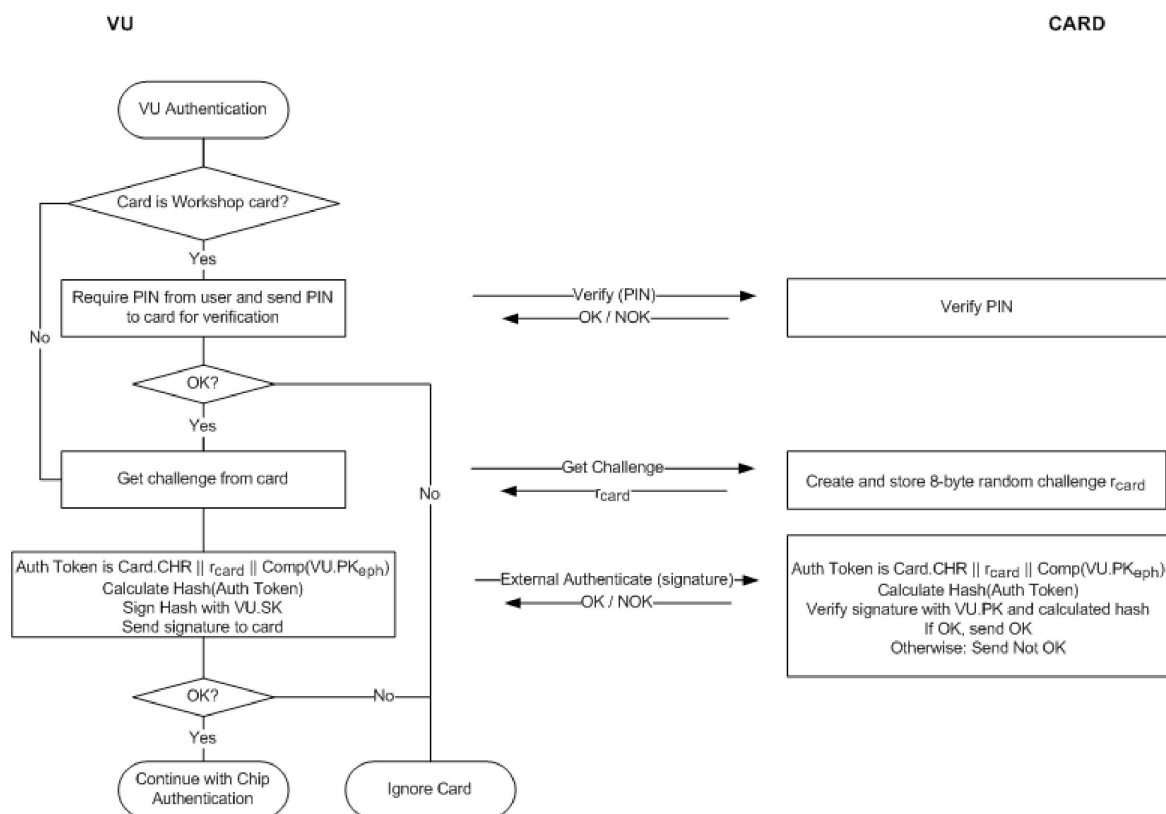 VU
CARD
VU Authentication
Card is Workshop card?
Yes
Require PIN from user and send PIN
to card for verification
Verify (PIN)
OK / NOK
Verify PIN
No
OK?
Yes
Get challenge from card
Get Challenge
rcard
Create and store 8-byte random challenge rcard
No
Auth Token is Card.CHR || rcard || Comp(VU.PKeph)
Calculate Hash(Auth Token)
Sign Hash with VU.SK
Send signature to card
External Authenticate (signature)
OK / NOK
Auth Token is Card.CHR || rcard || Comp(VU.PKeph)
Calculate Hash(Auth Token)
Verify signature with VU.PK and calculated hash
If OK, send OK
Otherwise: Send Not OK
OK?
No
Yes
Continue with Chip
Authentication
Ignore Card